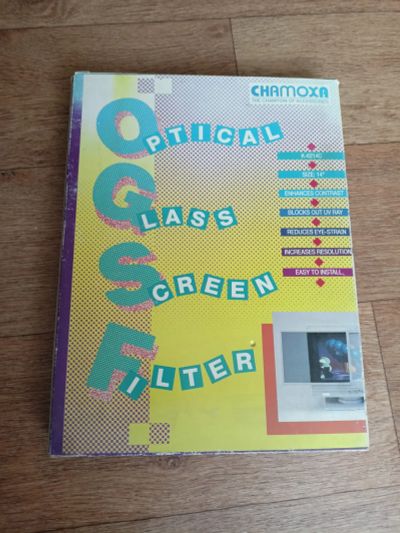 CHAMOXA
THE CHAMPION OF ACCESSORIES
OPTICAL
GLASS
SCREEN
FILTER
SIZE: 14"
ENHANCES CONTRAST
BLOCKS OUT UV RAY
REDUCES EYE-STRAIN
INCREASES RESOLUTION
EASY TO INSTALL